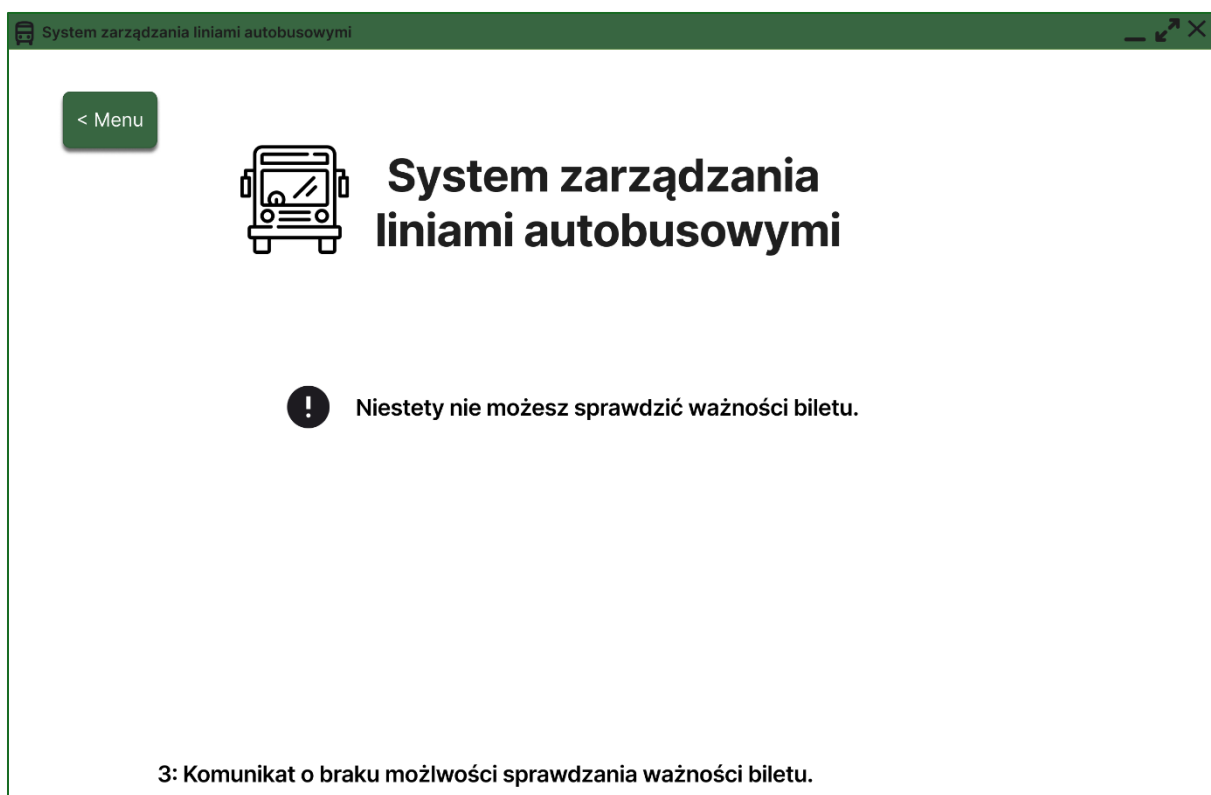 System zarządzania liniami autobusowymi
< Menu
System zarządzania
liniami autobusowymi
Niestety nie możesz sprawdzić ważności biletu.
3: Komunikat o braku możlwości sprawdzania ważności biletu.